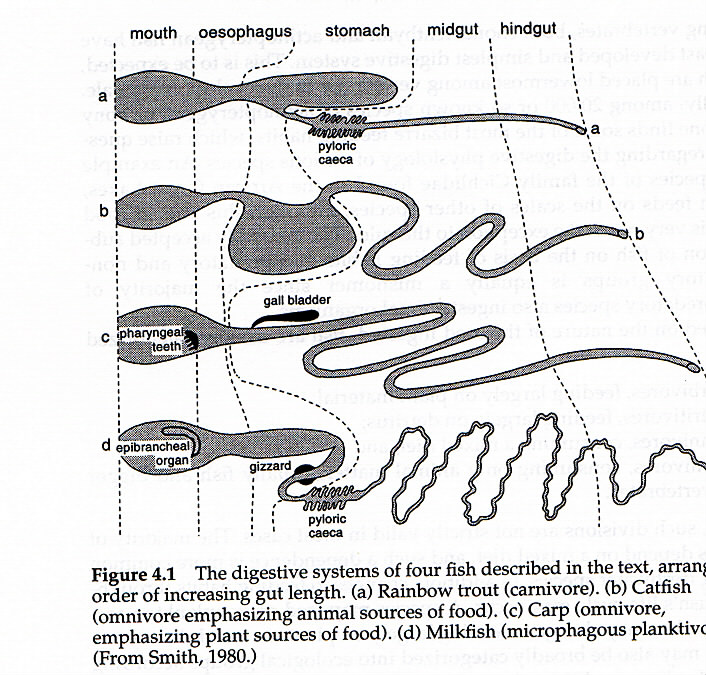 mouth oesophagus stomach midgut hindgut
a
a
pyloric
caeca
b
b
gall bladder
c pharyngeal
teeth
d epibrancheal
organ
gizzard
pyloric
caeca
Figure 4.1 The digestive systems of four fish described in the text, arrang
order of increasing gut length. (a) Rainbow trout (carnivore). (b) Catfish
(omnivore emphasizing animal sources of food). (c) Carp (omnivore,
emphasizing plant sources of food). (d) Milkfish (microphagous planktivo
(From Smith, 1980.)